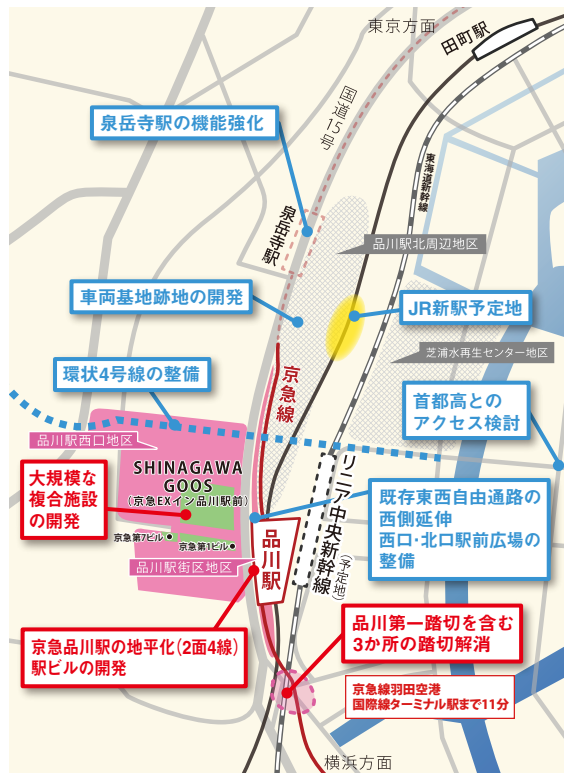 東京方面
田町駅
国道15号
泉岳寺駅の機能強化
東海道新幹線
泉岳寺駅
品川駅北周辺地区
車両基地跡地の開発
JR新駅予定地
芝浦水再生センター地区
環状4号線の整備
京急線
首都高との
アクセス検討
品川駅西口地区
大規模な
複合施設
の開発
SHINAGAWA
GOOS
(京急EXイン品川駅前)
京急第7ビル
京急第1ビル
品川駅街区地区
品川駅
リニア中央新幹線
(予定地)
既存東西自由通路の
西側延伸
西口・北口駅前広場の
整備
京急品川駅の地平化(2面4線)
駅ビルの開発
品川第一踏切を含む
3か所の踏切解消
京急線羽田空港
国際線ターミナル駅まで11分
横浜方面